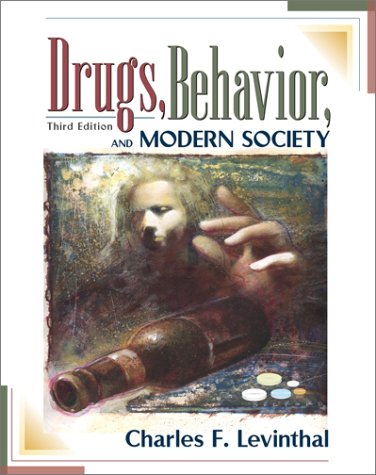 Drugs, Behavior,
Third Edition
AND MODERN SOCIETY
Charles F. Levinthal